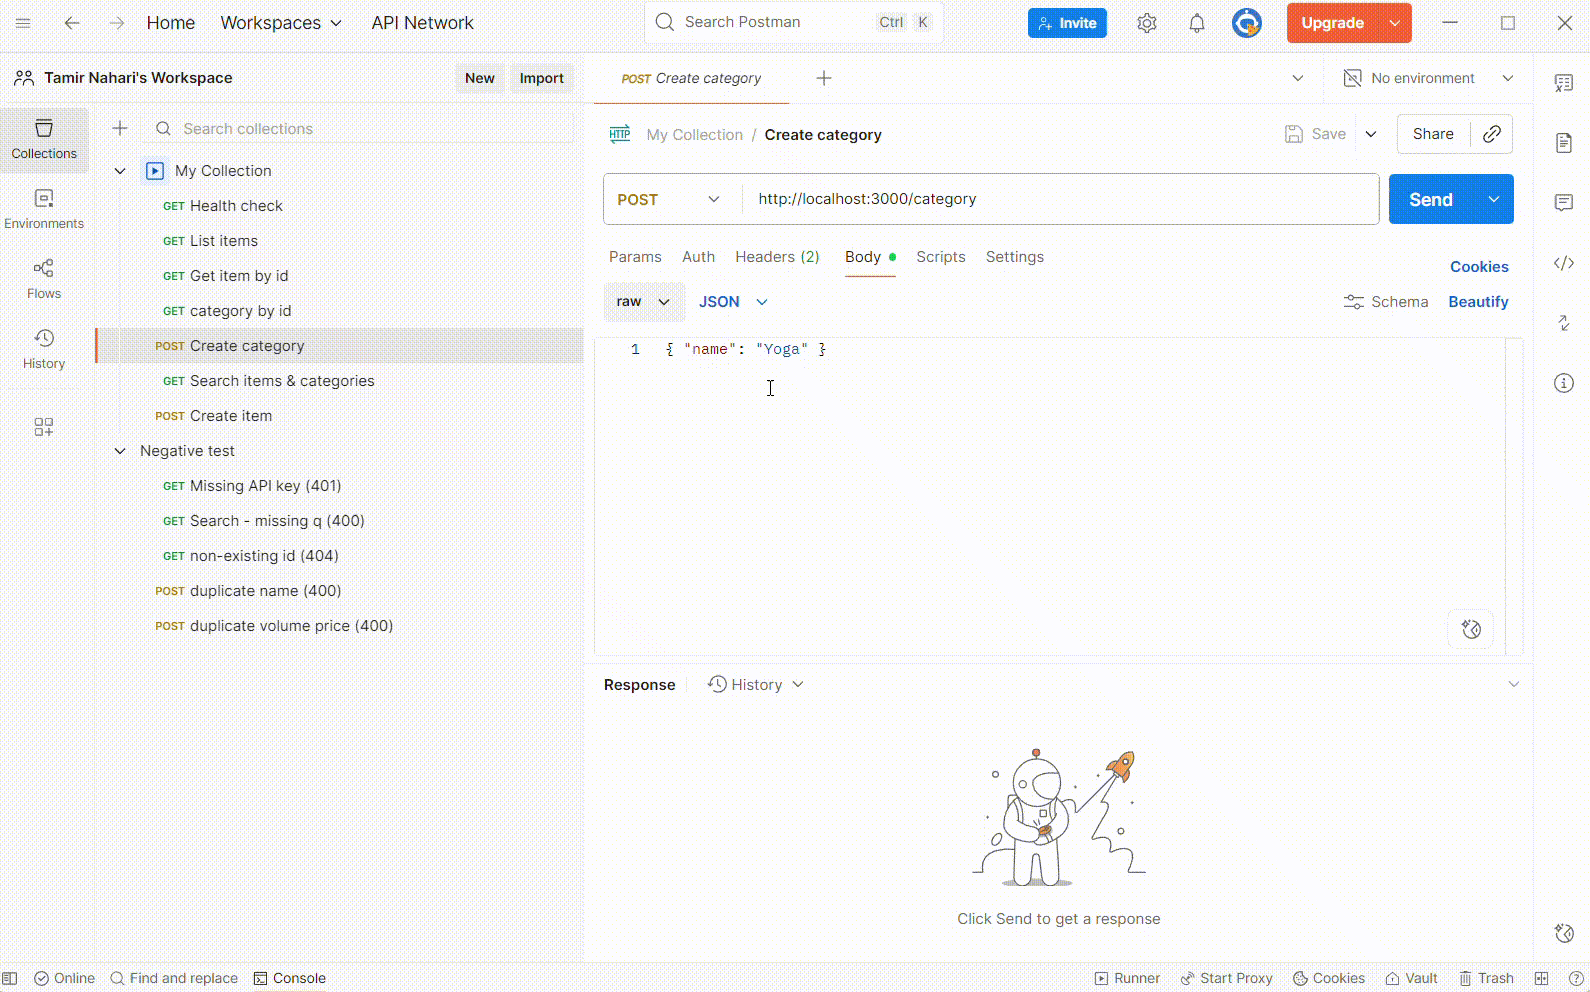 Home Workspaces API Network Search Postman Ctrl K Invite Upgrade
Tamir Nahari's Workspace New Import
POST Create category No environment
Collections
Environments
Flows
History
Search collections
My Collection
GET Health check
GET List items
GET Get item by id
GET category by id
POST Create category
GET Search items & categories
POST Create item
Negative test
GET Missing API key (401)
GET Search - missing q (400)
GET non-existing id (404)
POST duplicate name (400)
POST duplicate volume price (400)
HTTP My Collection / Create category Save Share
POST http://localhost:3000/category Send
Params Auth Headers (2) Body Scripts Settings Cookies
raw JSON Schema Beautify
1 { "name": "Yoga" }
Response History
Click Send to get a response
Online Find and replace Console Runner Start Proxy Cookies Vault Trash